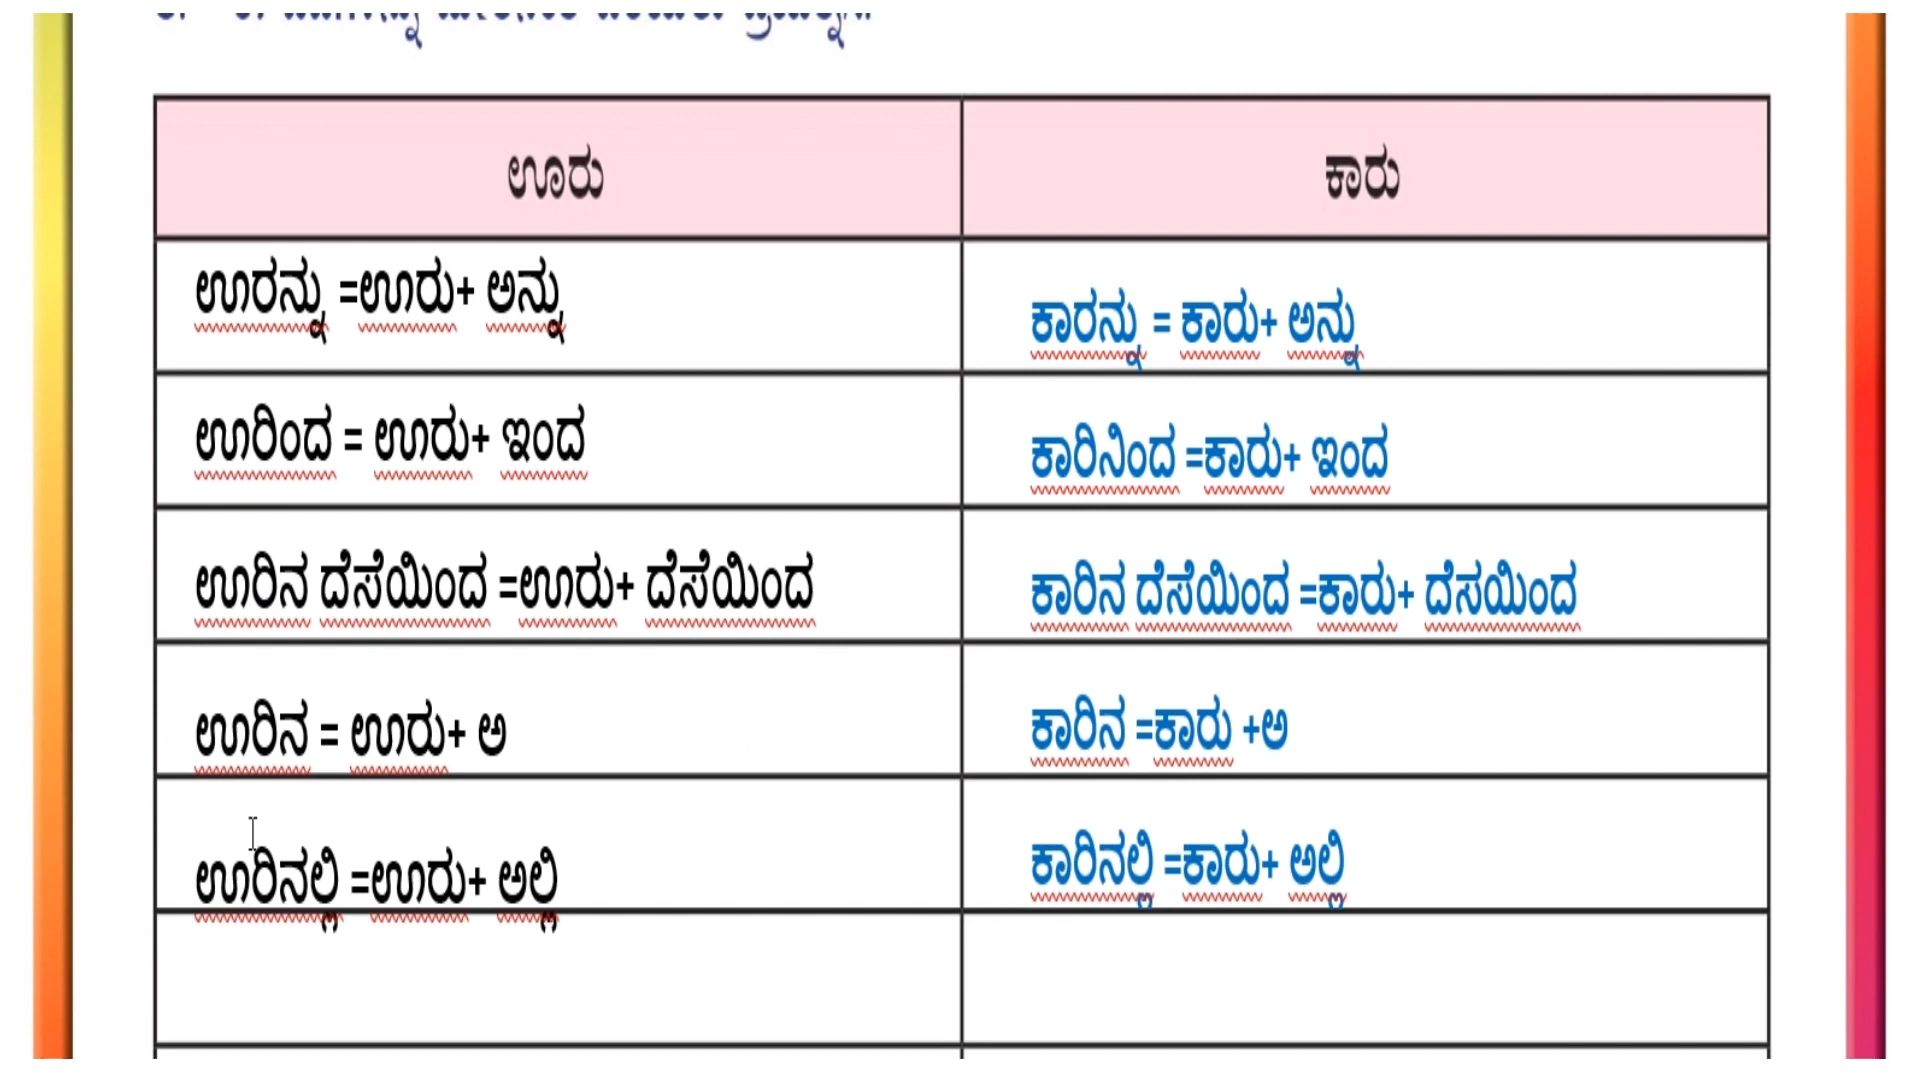 ಊರು ಕಾರು
ಊರನ್ನು =ಊರು+ ಅನ್ನು ಕಾರನ್ನು = ಕಾರು+ ಅನ್ನು
ಊರಿಂದ = ಊರು+ ಇಂದ ಕಾರಿನಿಂದ =ಕಾರು+ ಇಂದ
ಊರಿನ ದೆಸೆಯಿಂದ =ಊರು+ ದೆಸೆಯಿಂದ ಕಾರಿನ ದೆಸೆಯಿಂದ =ಕಾರು+ ದೆಸಯಿಂದ
ಊರಿನ = ಊರು+ ಅ ಕಾರಿನ =ಕಾರು +ಅ
ಊರಿನಲ್ಲಿ =ಊರು+ ಅಲ್ಲಿ ಕಾರಿನಲ್ಲಿ =ಕಾರು+ ಅಲ್ಲಿ